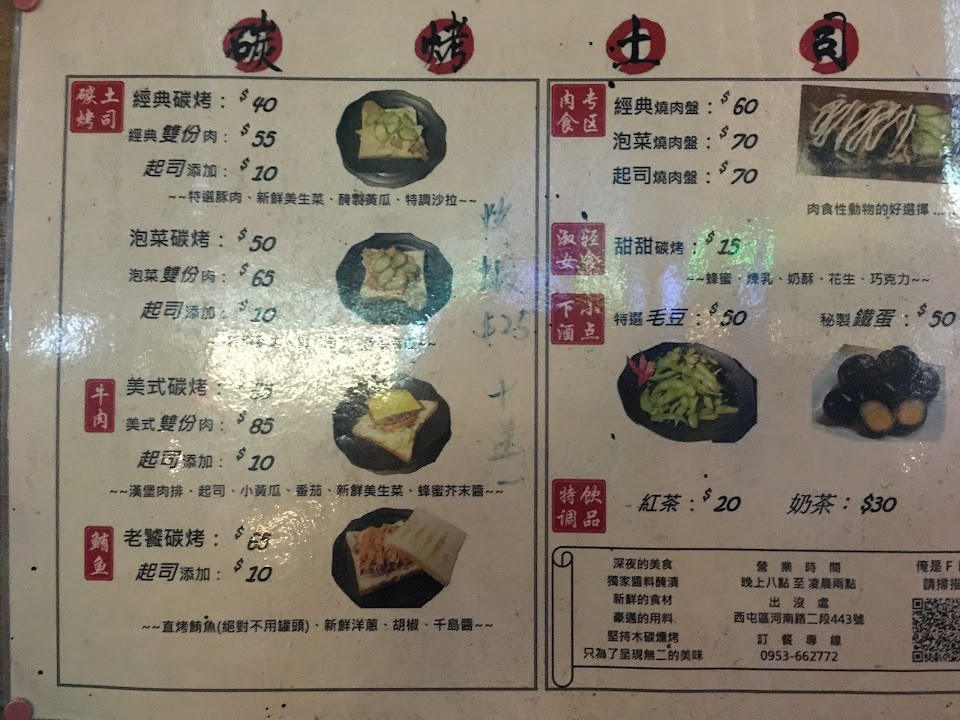 碳烤土司
碳烤土司
經典碳烤：$40
經典雙份肉：$55
起司添加：$10
~~特選豚肉、新鮮美生菜、醃製黃瓜、特調沙拉~~
泡菜碳烤：$50
泡菜雙份肉：$65
起司添加：$10
牛肉
美式碳烤：
美式雙份肉：$85
起司添加：$10
~~漢堡肉排、起司、小黃瓜、番茄、新鮮美生菜、蜂蜜芥末醬~~
鮪魚
老饕碳烤：$65
起司添加：$10
~~直烤鮪魚(絕對不用罐頭)、新鮮洋蔥、胡椒、千島醬~~
$25
十送一
肉食专区
經典燒肉盤：$60
泡菜燒肉盤：$70
起司燒肉盤：$70
肉食性動物的好選擇...
淑女轻食
甜甜碳烤：$15
~~蜂蜜、煉乳、奶酥、花生、巧克力~~
下酒小点
特選毛豆：$50
秘製鐵蛋：$50
特调饮品
紅茶：$20
奶茶：$30
深夜的美食
獨家醬料醃漬
新鮮的食材
豪邁的用料
堅持木碳燻烤
只為了呈現無二的美味
營業時間
晚上八點至凌晨兩點
出沒處
西屯區河南路二段443號
訂餐專線
0953-662772
俺是F
請掃描